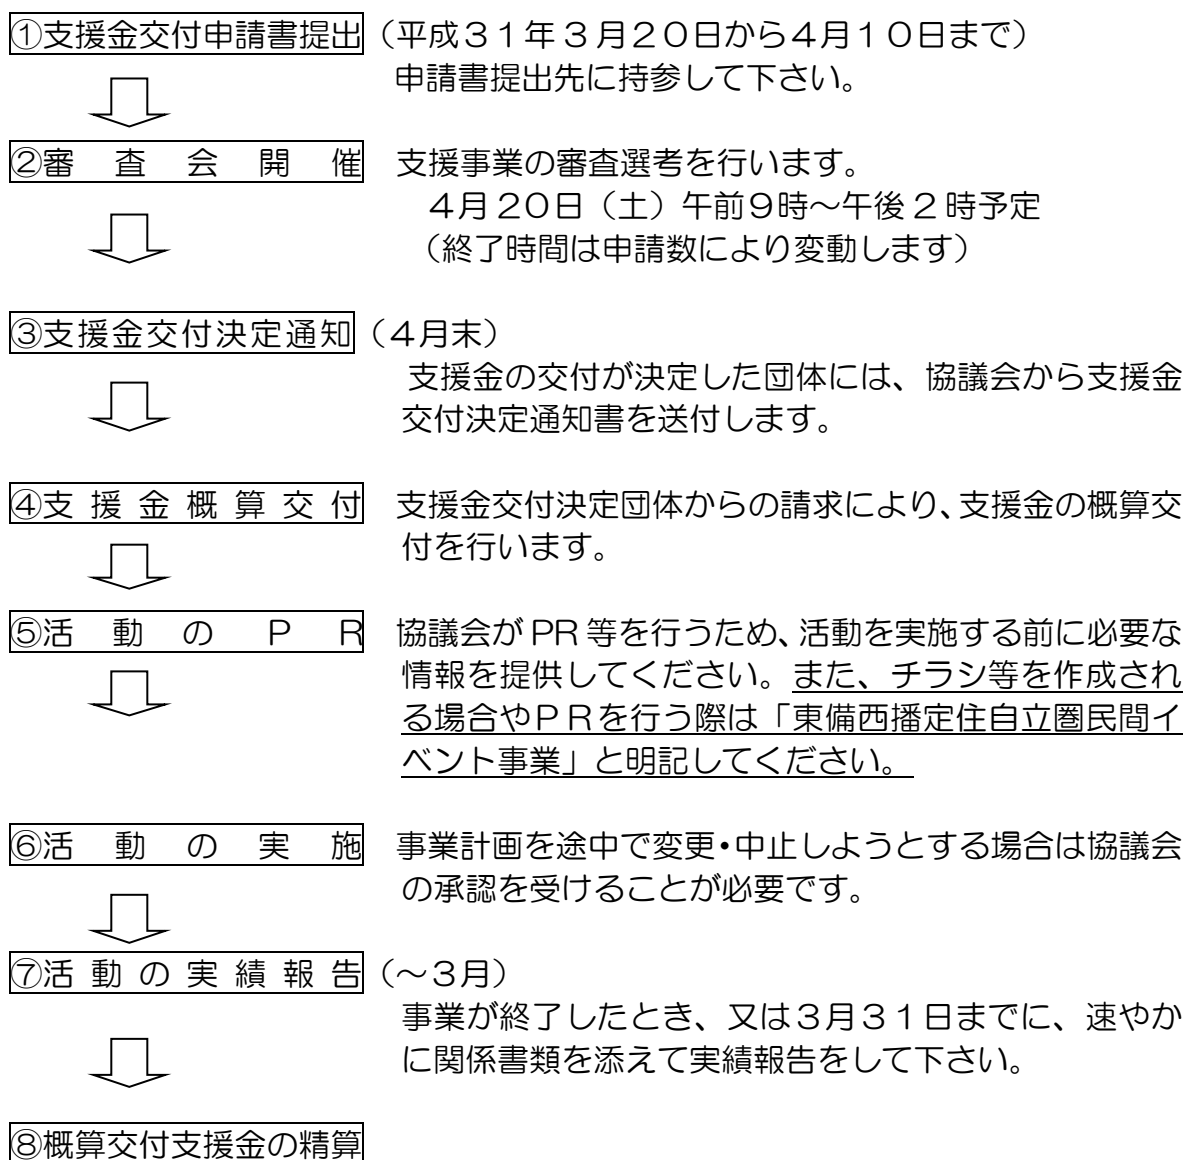 ①支援金交付申請書提出（平成３１年３月２０日から４月１０日まで）
申請書提出先に持参して下さい。
②審査会開催　支援事業の審査選考を行います。
４月２０日（土）午前９時～午後２時予定
（終了時間は申請数により変動します）
③支援金交付決定通知（４月末）
支援金の交付が決定した団体には、協議会から支援金
交付決定通知書を送付します。
④支援金概算交付　支援金交付決定団体からの請求により、支援金の概算交
付を行います。
⑤活動のＰＲ　協議会が PR 等を行うため、活動を実施する前に必要な
情報を提供してください。また、チラシ等を作成され
る場合やＰＲを行う際は「東備西播定住自立圏民間イ
ベント事業」と明記してください。
⑥活動の実施　事業計画を途中で変更・中止しようとする場合は協議会
の承認を受けることが必要です。
⑦活動の実績報告（～３月）
事業が終了したとき、又は３月３１日までに、速やか
に関係書類を添えて実績報告をして下さい。
⑧概算交付支援金の精算